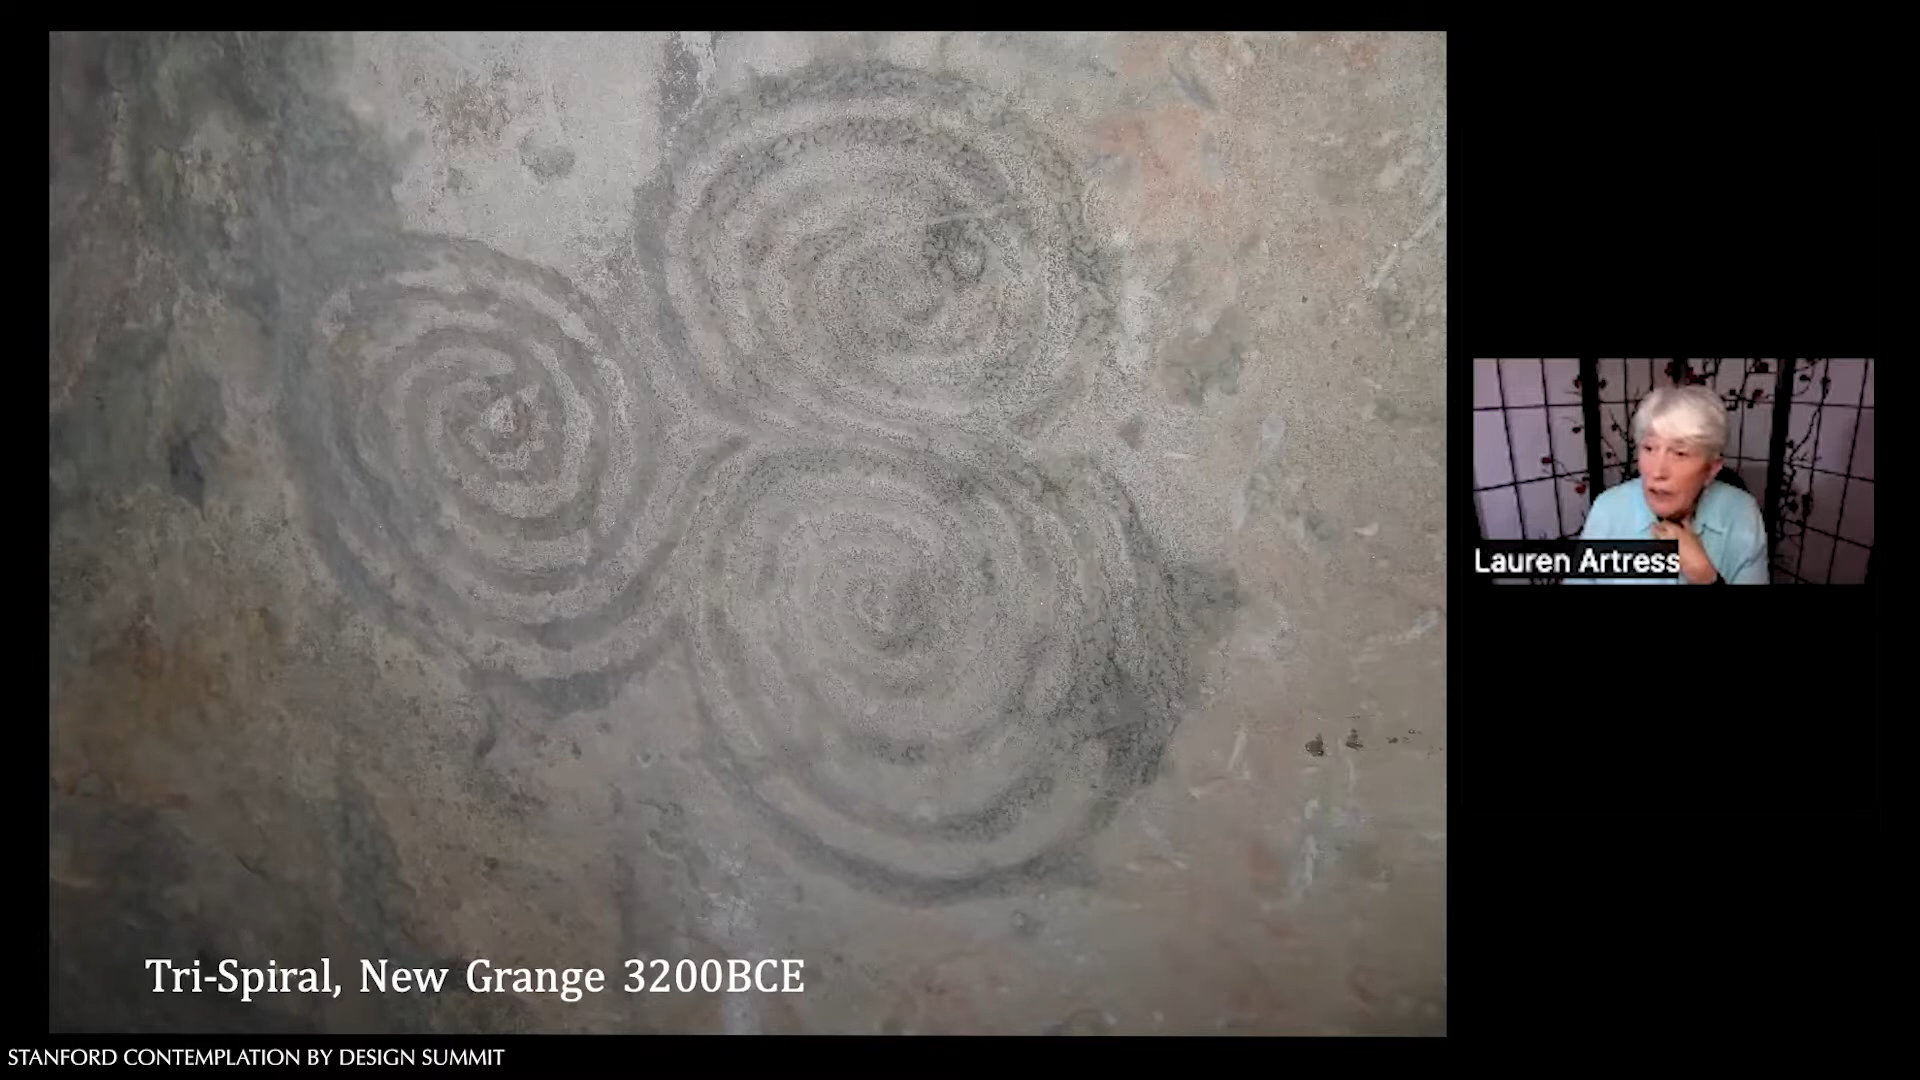 Tri-Spiral, New Grange 3200BCE
Lauren Artress
STANFORD CONTEMPLATION BY DESIGN SUMMIT